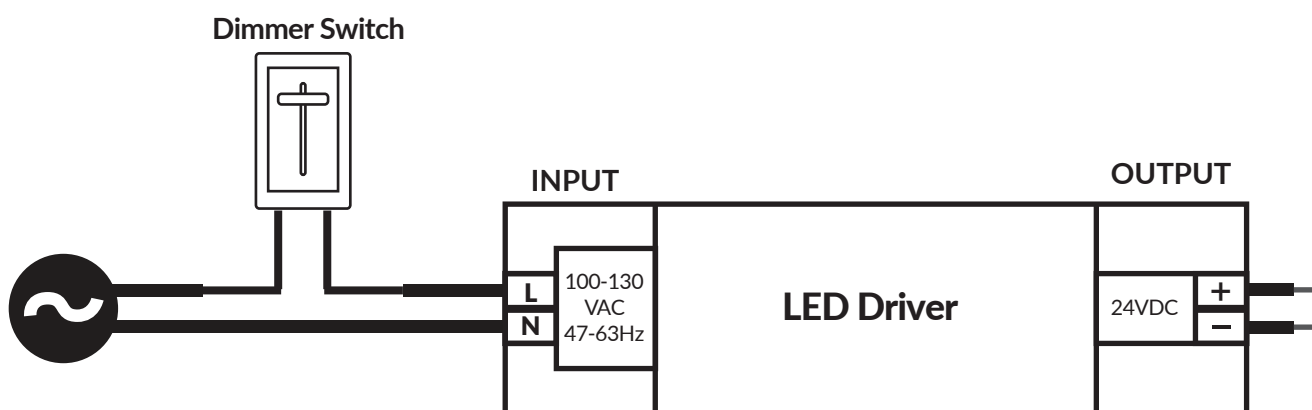 Dimmer Switch
INPUT
OUTPUT
L
N
100-130
VAC
47-63Hz
LED Driver
24VDC
+
−